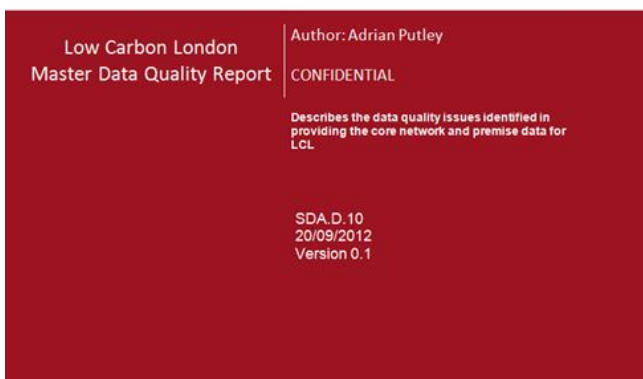 Low Carbon London
Master Data Quality Report
Author: Adrian Putley
CONFIDENTIAL
Describes the data quality issues identified in
providing the core network and premise data for
LCL
SDA.D.10
20/09/2012
Version 0.1